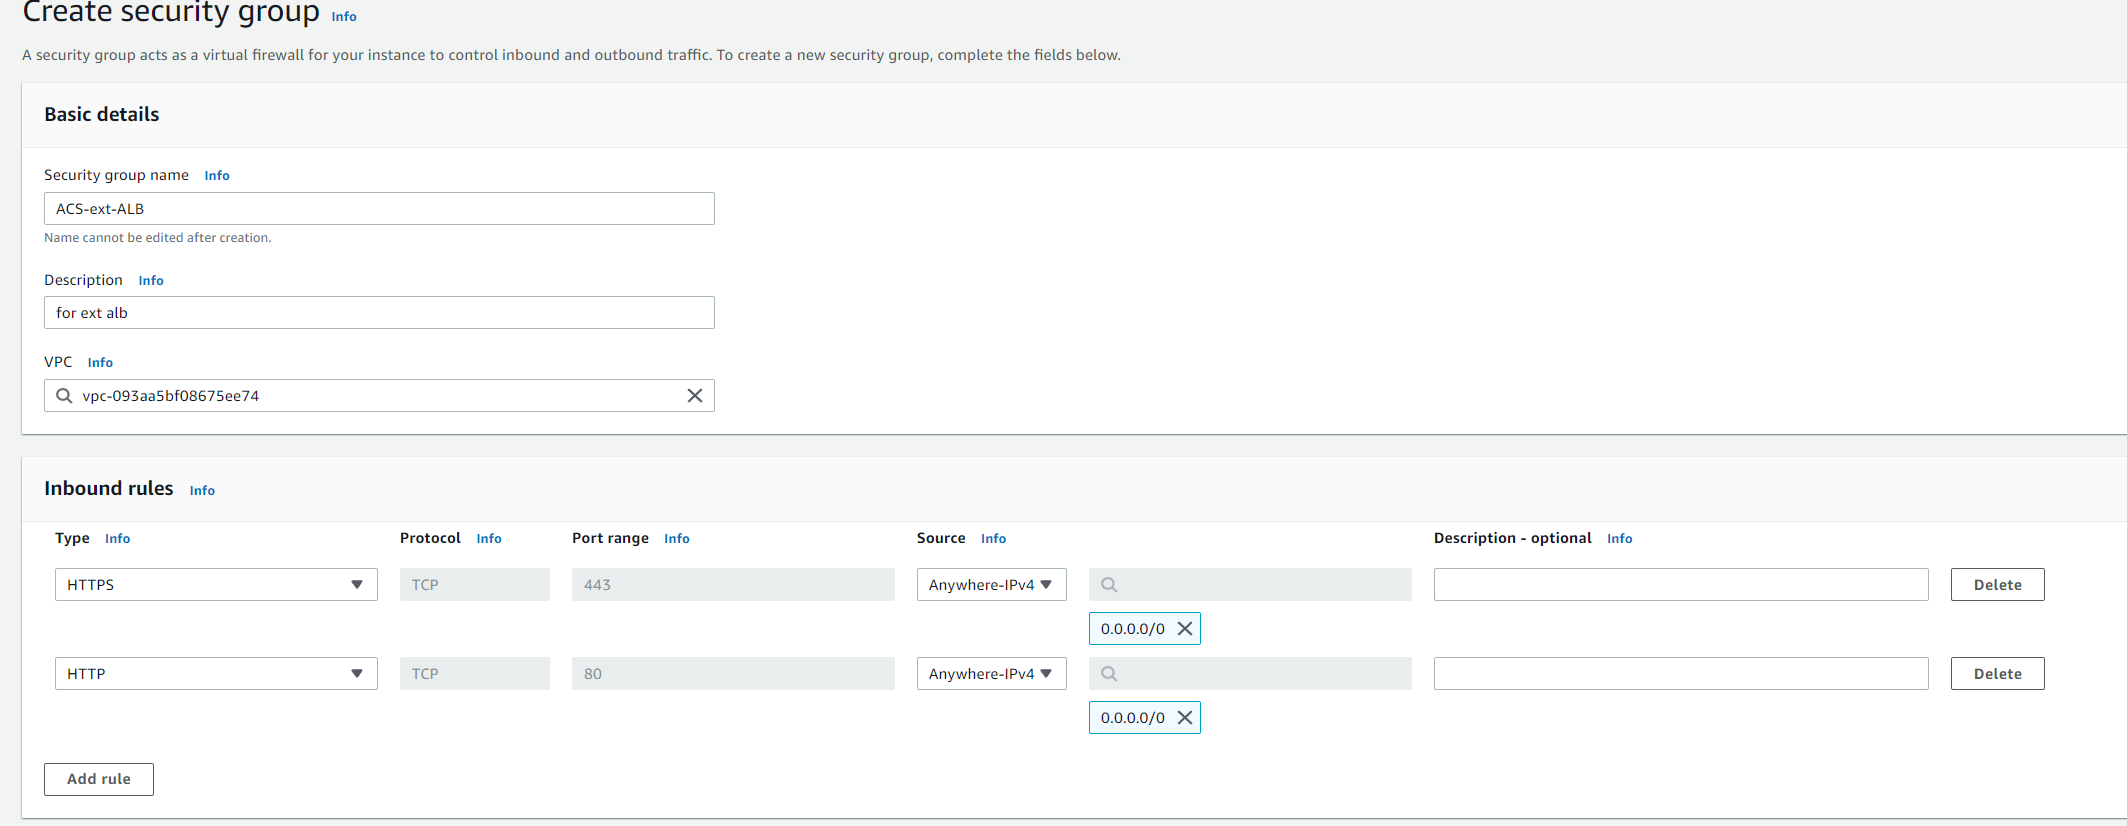 Create security group Info
A security group acts as a virtual firewall for your instance to control inbound and outbound traffic. To create a new security group, complete the fields below.
Basic details
Security group name Info
ACS-ext-ALB
Name cannot be edited after creation.
Description Info
for ext alb
VPC Info
vpc-093aa5bf08675ee74
Inbound rules Info
Type Info Protocol Info Port range Info Source Info Description - optional Info
HTTPS TCP 443 Anywhere-IPv4 Delete
0.0.0.0/0
HTTP TCP 80 Anywhere-IPv4 Delete
0.0.0.0/0
Add rule